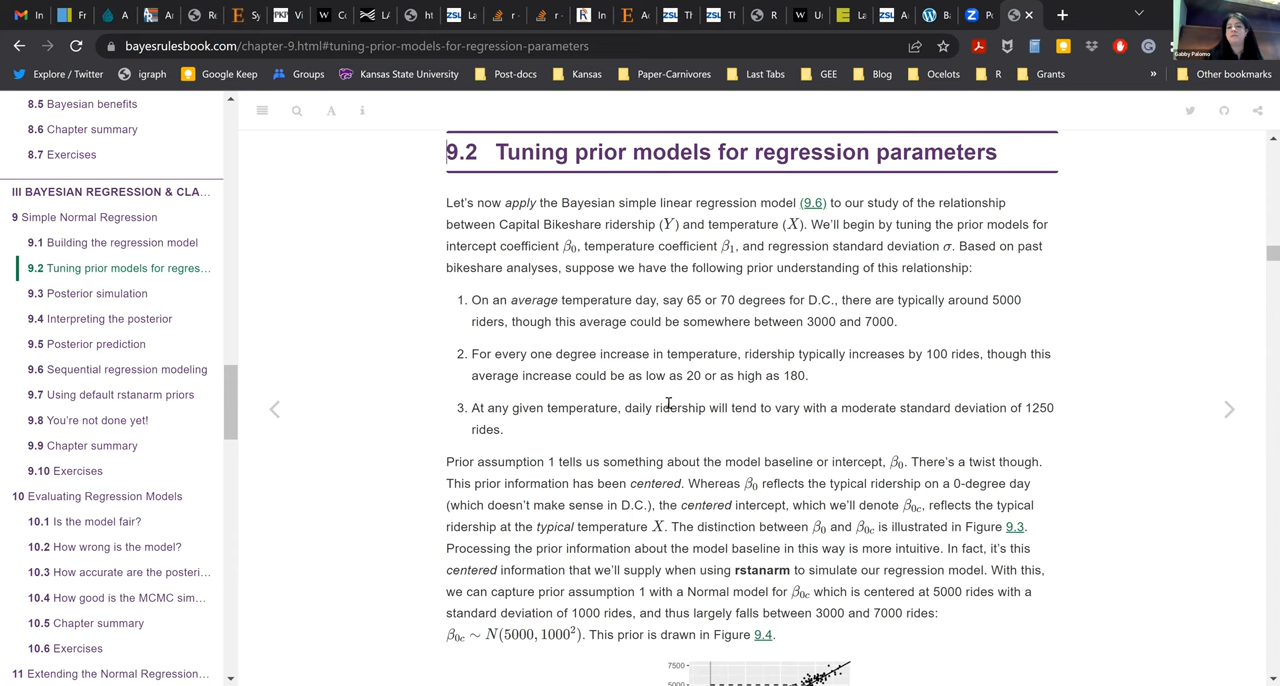 In
Fr
A
Ar
Re
Sy
Vi
Co
LA
ht
La
r -
r -
In
Ac
Th
Th
R
Ur
La
Ac
Ba
Po
bayesrulesbook.com/chapter-9.html#tuning-prior-models-for-regression-parameters
Gabby Palomo
Explore / Twitter
igraph
Google Keep
Groups
Kansas State University
Post-docs
Kansas
Paper-Carnivores
Last Tabs
GEE
Blog
Ocelots
R
Grants
»
Other bookmarks
8.5 Bayesian benefits
8.6 Chapter summary
8.7 Exercises
III BAYESIAN REGRESSION & CLA...
9 Simple Normal Regression
9.1 Building the regression model
9.2 Tuning prior models for regres...
9.3 Posterior simulation
9.4 Interpreting the posterior
9.5 Posterior prediction
9.6 Sequential regression modeling
9.7 Using default rstanarm priors
9.8 You're not done yet!
9.9 Chapter summary
9.10 Exercises
10 Evaluating Regression Models
10.1 Is the model fair?
10.2 How wrong is the model?
10.3 How accurate are the posteri...
10.4 How good is the MCMC sim...
10.5 Chapter summary
10.6 Exercises
11 Extending the Normal Regression...
9.2 Tuning prior models for regression parameters
Let's now apply the Bayesian simple linear regression model (9.6) to our study of the relationship
between Capital Bikeshare ridership (Y) and temperature (X). We'll begin by tuning the prior models for
intercept coefficient β₀, temperature coefficient β₁, and regression standard deviation σ. Based on past
bikeshare analyses, suppose we have the following prior understanding of this relationship:
1. On an average temperature day, say 65 or 70 degrees for D.C., there are typically around 5000
riders, though this average could be somewhere between 3000 and 7000.
2. For every one degree increase in temperature, ridership typically increases by 100 rides, though this
average increase could be as low as 20 or as high as 180.
3. At any given temperature, daily ridership will tend to vary with a moderate standard deviation of 1250
rides.
Prior assumption 1 tells us something about the model baseline or intercept, β₀. There's a twist though.
This prior information has been centered. Whereas β₀ reflects the typical ridership on a 0-degree day
(which doesn't make sense in D.C.), the centered intercept, which we'll denote β₀c, reflects the typical
ridership at the typical temperature X. The distinction between β₀ and β₀c is illustrated in Figure 9.3.
Processing the prior information about the model baseline in this way is more intuitive. In fact, it's this
centered information that we'll supply when using rstanarm to simulate our regression model. With this,
we can capture prior assumption 1 with a Normal model for β₀c which is centered at 5000 rides with a
standard deviation of 1000 rides, and thus largely falls between 3000 and 7000 rides:
β₀c ∼ N(5000, 1000²). This prior is drawn in Figure 9.4.
7500
5000